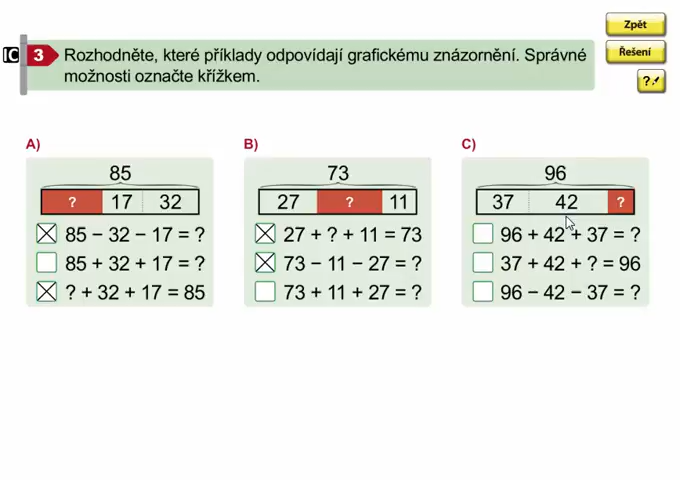 Zpět
IC 3 Rozhodněte, které příklady odpovídají grafickému znázornění. Správné
Řešení
možnosti označte křížkem.
?
A)
85
? 17 32
85 − 32 − 17 = ?
85 + 32 + 17 = ?
? + 32 + 17 = 85
B)
73
27 ? 11
27 + ? + 11 = 73
73 − 11 − 27 = ?
73 + 11 + 27 = ?
C)
96
37 42 ?
96 + 42 + 37 = ?
37 + 42 + ? = 96
96 − 42 − 37 = ?